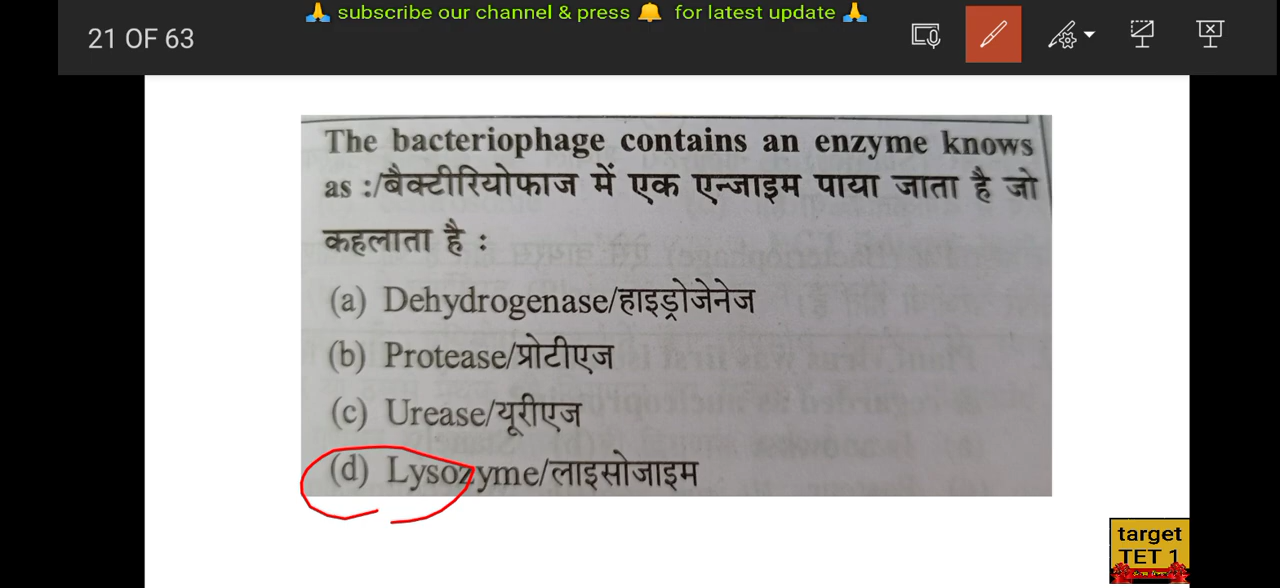 🙏 subscribe our channel & press 🔔 for latest update 🙏
21 OF 63
The bacteriophage contains an enzyme knows
as :/बैक्टीरियोफाज में एक एन्जाइम पाया जाता है जो
कहलाता है :
(a) Dehydrogenase/हाइड्रोजेनेज
(b) Protease/प्रोटीएज
(c) Urease/यूरीएज
(d) Lysozyme/लाइसोजाइम
target
TET 1